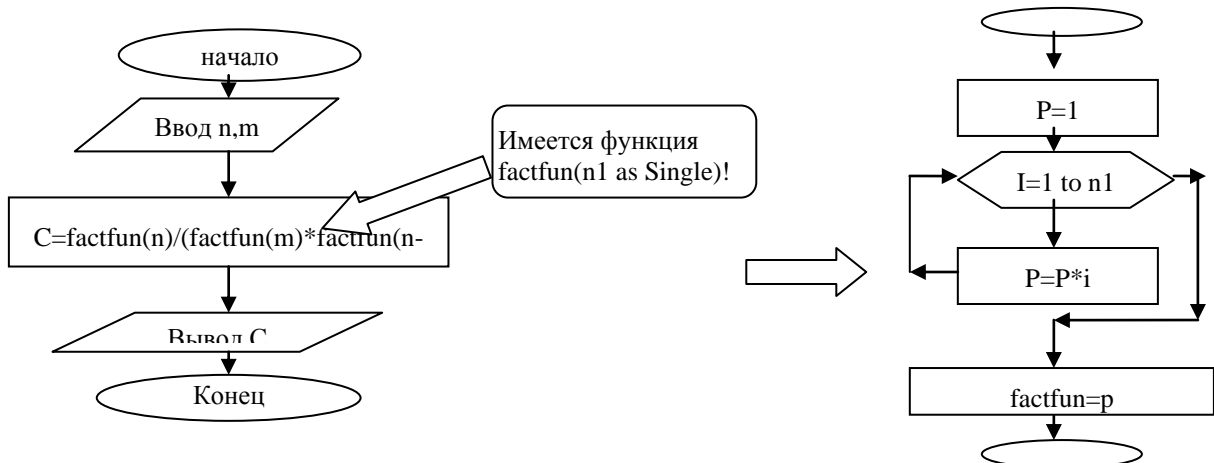 начало
Ввод n,m
Имеется функция
factfun(n1 as Single)!
C=factfun(n)/(factfun(m)*factfun(n-
Вывод C
Конец
P=1
I=1 to n1
P=P*i
factfun=p